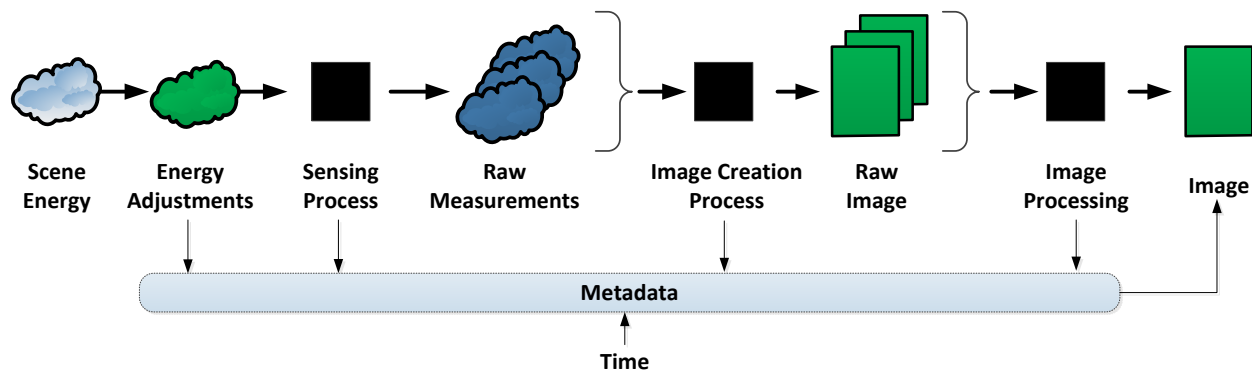 Scene
Energy
Energy
Adjustments
Sensing
Process
Raw
Measurements
Image Creation
Process
Raw
Image
Image
Processing
Image
Metadata
Time